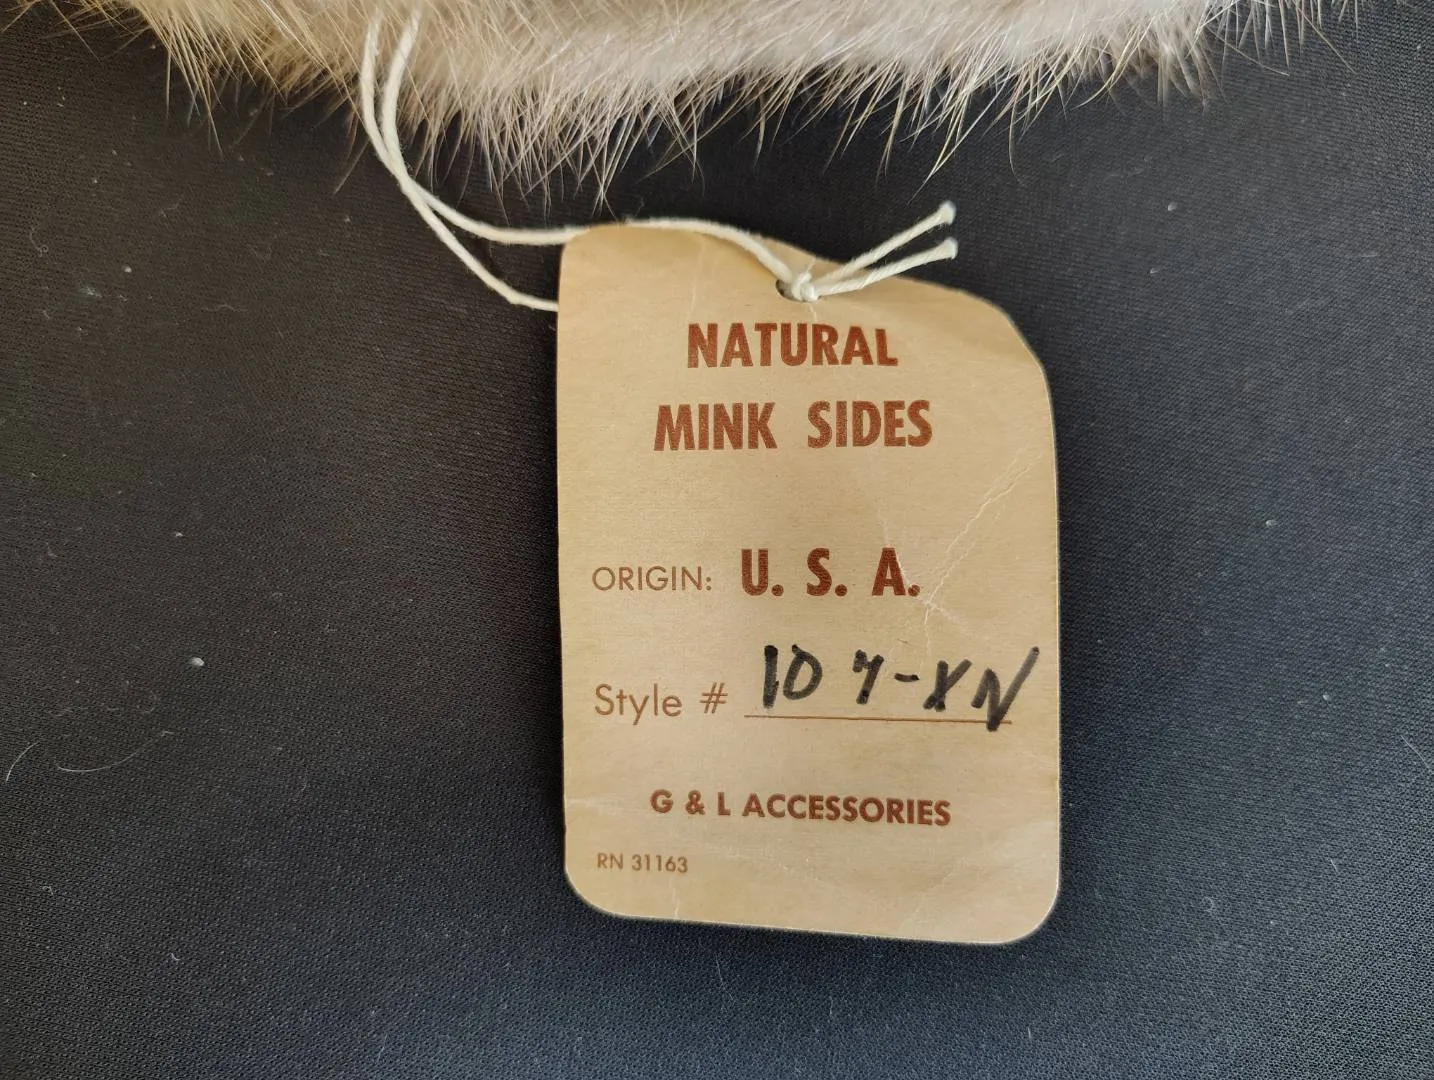 NATURAL
MINK SIDES
ORIGIN: U. S. A.
Style # 107-XN
G & L ACCESSORIES
RN 31163